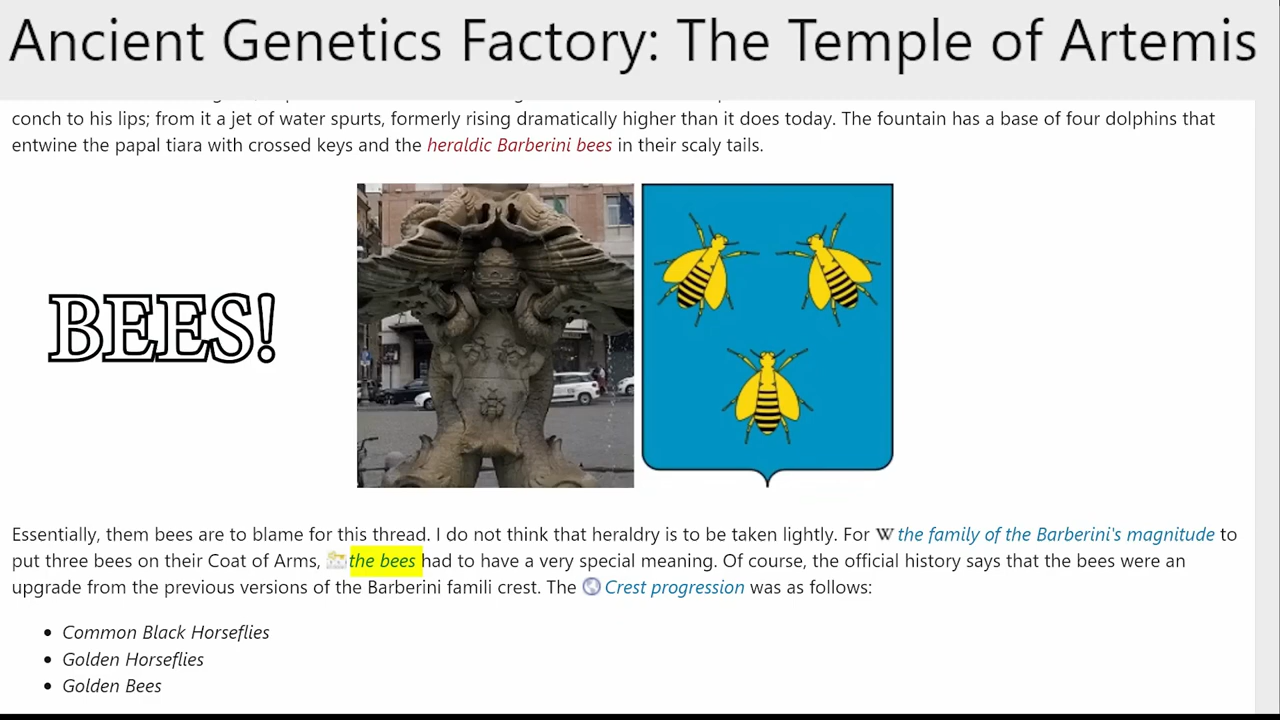 Ancient Genetics Factory: The Temple of Artemis
conch to his lips; from it a jet of water spurts, formerly rising dramatically higher than it does today. The fountain has a base of four dolphins that
entwine the papal tiara with crossed keys and the heraldic Barberini bees in their scaly tails.
BEES!
Essentially, them bees are to blame for this thread. I do not think that heraldry is to be taken lightly. For W the family of the Barberini's magnitude to
put three bees on their Coat of Arms, the bees had to have a very special meaning. Of course, the official history says that the bees were an
upgrade from the previous versions of the Barberini famili crest. The Crest progression was as follows:
• Common Black Horseflies
• Golden Horseflies
• Golden Bees